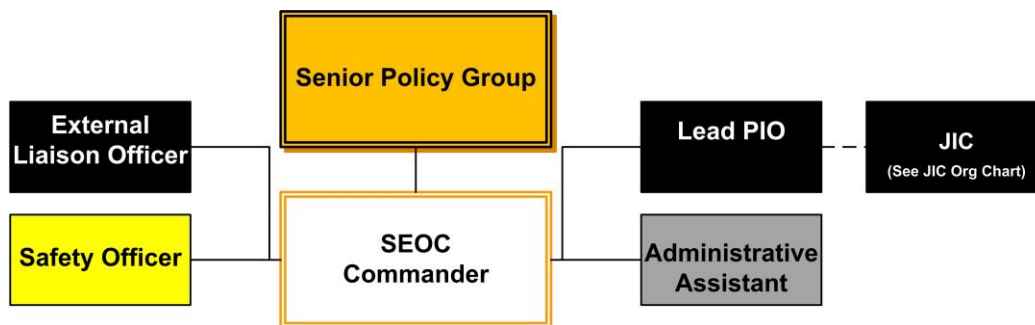 Senior Policy Group
External
Liaison Officer
Lead PIO
JIC
(See JIC Org Chart)
Safety Officer
SEOC
Commander
Administrative
Assistant